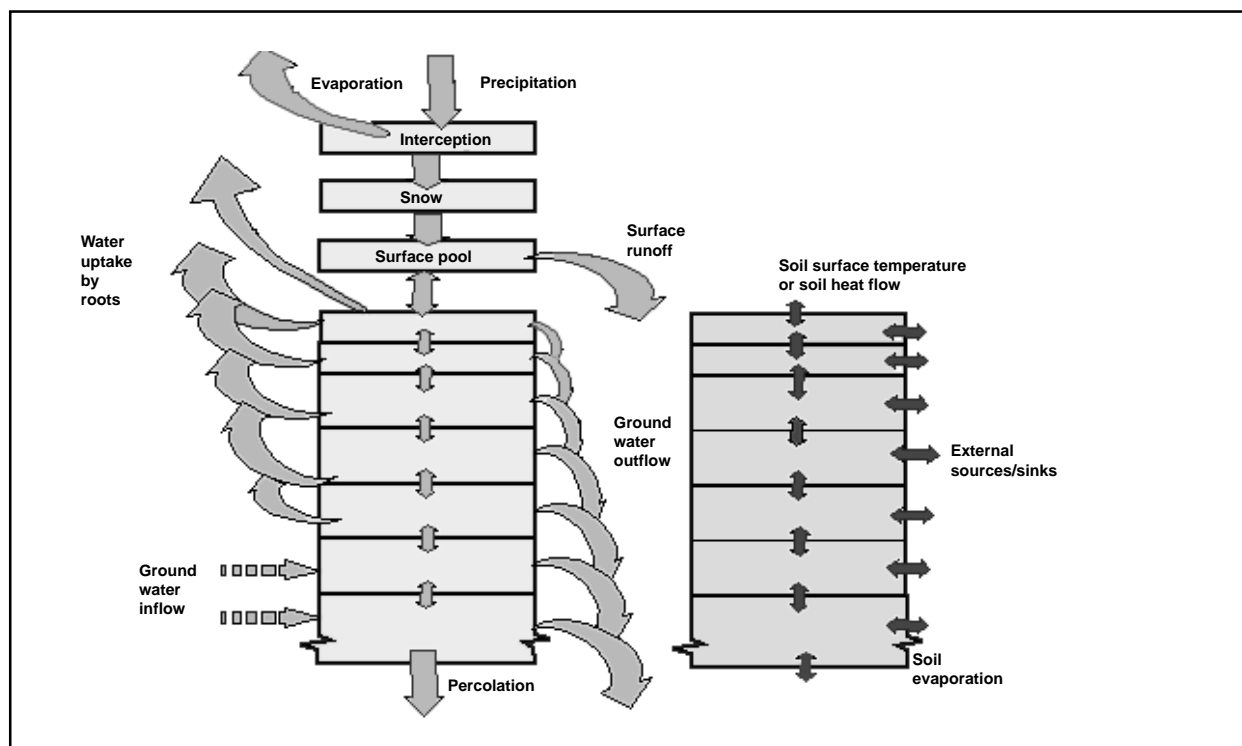 Evaporation
Precipitation
Interception
Snow
Surface pool
Water
uptake
by
roots
Surface
runoff
Soil surface temperature
or soil heat flow
Ground
water
outflow
External
sources/sinks
Ground
water
inflow
Percolation
Soil
evaporation